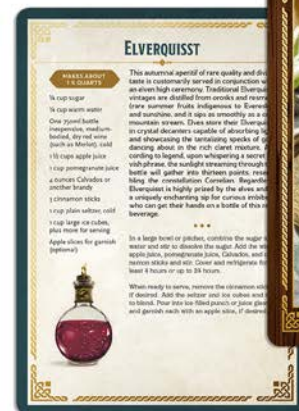 ELVERQUISST
MAKES ABOUT
1 ½ QUARTS
¼ cup sugar
¼ cup warm water
One 750ml bottle
inexpensive, medium-
bodied, dry red wine
(such as Merlot), cold
1 ½ cups apple juice
1 cup pomegranate juice
4 ounces Calvados or
another brandy
3 cinnamon sticks
1 cup plain seltzer, cold
1 cup large ice cubes,
plus more for serving
Apple slices for garnish
(optional)
This autumnal aperitif of rare quality and
taste is customarily served in conjunction
an elven high ceremony. Traditional
vintages are distilled from
(rare summer fruits indigenous to
and sunshine, and it sips as smoothly as a
mountain stream. Elves store their
in crystal decanters capable of absorbing
and showcasing the tantalizing specks of
dancing about in the rich claret mixture.
cording to legend, upon whispering a secret
vish phrase, the sunlight streaming through
bottle will gather into thirteen points,
bling the constellation Corellian.
Elverquisst is highly prized by the elves and
a uniquely enchanting sip for curious
who can get their hands on a bottle of this
beverage.
In a large bowl or pitcher, combine the sugar
water and stir to dissolve the sugar. Add the
apple juice, pomegranate juice, Calvados, and
namon sticks and stir. Cover and refrigerate for
least 4 hours or up to 24 hours.
When ready to serve, remove the cinnamon
if desired. Add the seltzer and ice cubes and
to blend. Pour into ice-filled punch or juice
and garnish each with an apple slice, if desired